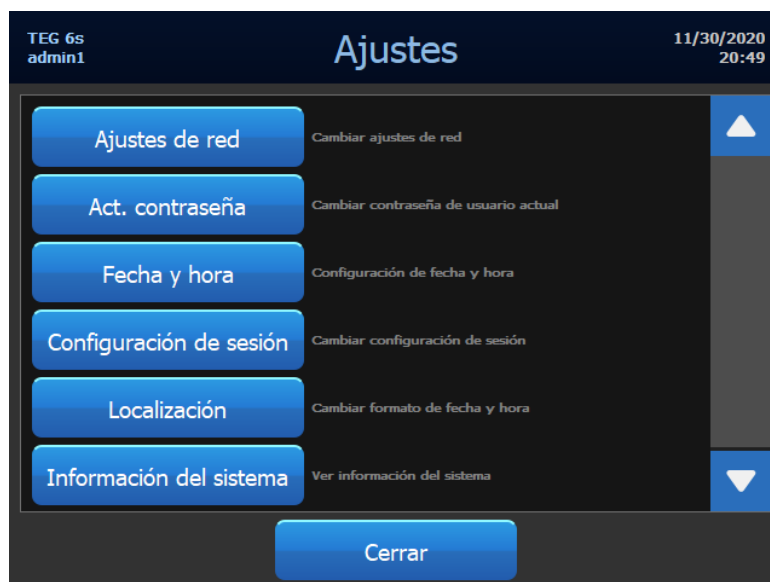 TEG 6s
admin1
Ajustes
11/30/2020
20:49
Ajustes de red
Cambiar ajustes de red
Act. contraseña
Cambiar contraseña de usuario actual
Fecha y hora
Configuración de fecha y hora
Configuración de sesión
Cambiar configuración de sesión
Localización
Cambiar formato de fecha y hora
Información del sistema
Ver información del sistema
Cerrar